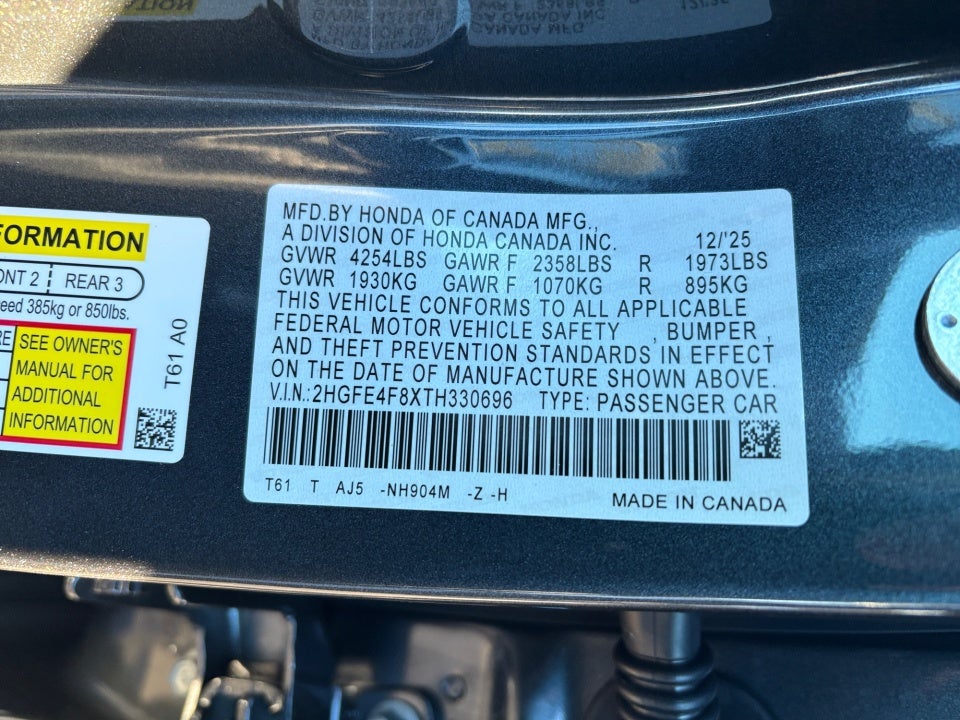 FORMATION
ONT 2 REAR 3
eed 385kg or 850lbs.
RE
SEE OWNER'S
MANUAL FOR
ADDITIONAL
INFORMATION
T61 A0
MFD.BY HONDA OF CANADA MFG.,
A DIVISION OF HONDA CANADA INC. 12/'25
GVWR 4254LBS GAWR F 2358LBS R 1973LBS
GVWR 1930KG GAWR F 1070KG R 895KG
THIS VEHICLE CONFORMS TO ALL APPLICABLE
FEDERAL MOTOR VEHICLE SAFETY , BUMPER ,
AND THEFT PREVENTION STANDARDS IN EFFECT
ON THE DATE OF MANUFACTURE SHOWN ABOVE.
V.I.N.:2HGFE4F8XTH330696 TYPE: PASSENGER CAR
T61 T AJ5 -NH904M -Z -H
MADE IN CANADA